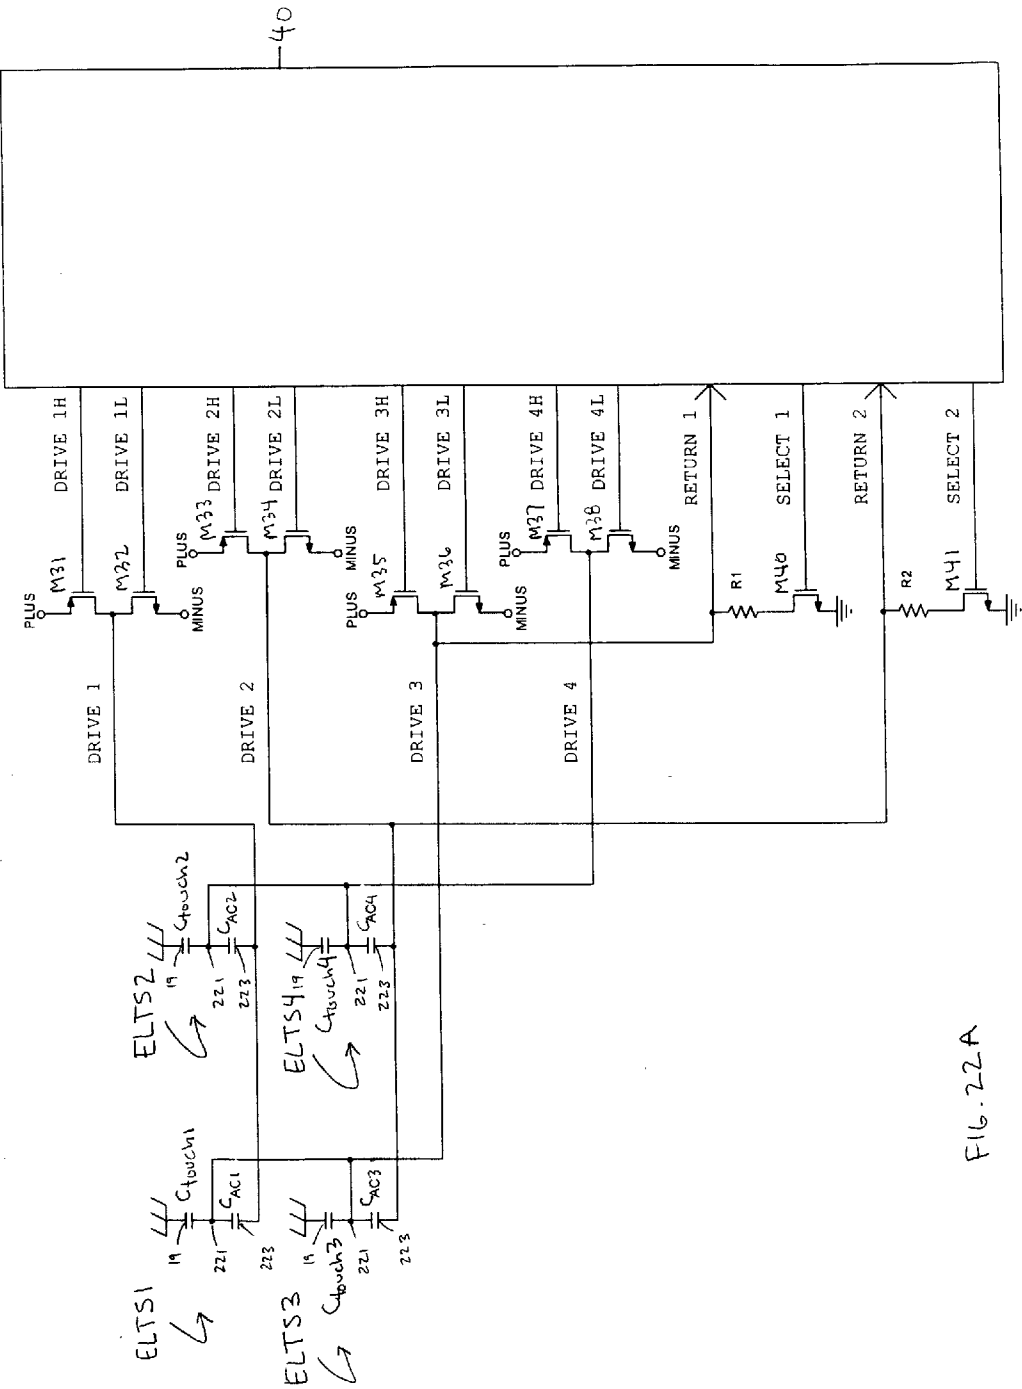 40
DRIVE 1H
DRIVE 1L
DRIVE 2H
DRIVE 2L
DRIVE 3H
DRIVE 3L
DRIVE 4H
DRIVE 4L
RETURN 1
SELECT 1
RETURN 2
SELECT 2
PLUS
M31
M32
MINUS
PLUS
M33
M34
MINUS
PLUS
M35
M36
MINUS
PLUS
M37
M38
MINUS
R1
M40
R2
M41
DRIVE 1
DRIVE 2
DRIVE 3
DRIVE 4
ELTS2
19
Ctouch2
221
CAC2
223
ELTS4
19
Ctouch4
221
CAC4
223
ELTS1
19
Ctouch1
221
CAC1
223
ELTS3
19
Ctouch3
221
CAC3
223
FIG. 22A